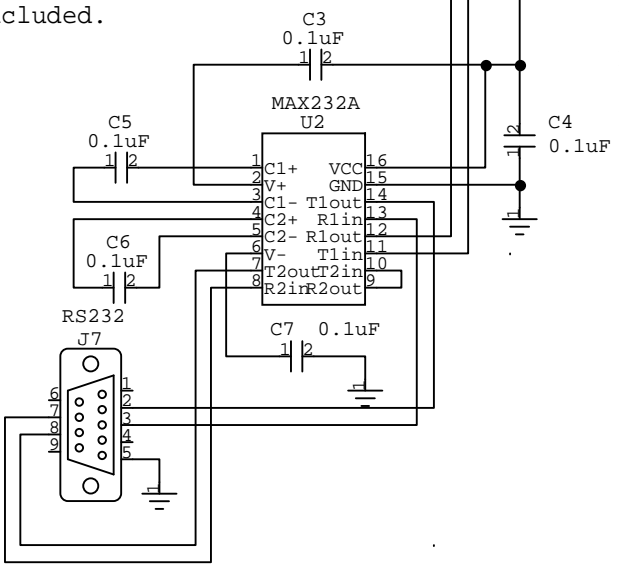 cluded.
C3
0.1uF
1 2
MAX232A
U2
C5
0.1uF
1 2
C4
0.1uF
2
1
1 C1+ VCC 16
2 V+ GND 15
3 C1- T1out 14
4 C2+ R1in 13
5 C2- R1out 12
6 V- T1in 11
7 T2out T2in 10
8 R2in R2out 9
1
C6
0.1uF
1 2
RS232
J7
C7 0.1uF
1 2
1
6
7
8
9
1
2
3
4
5
1